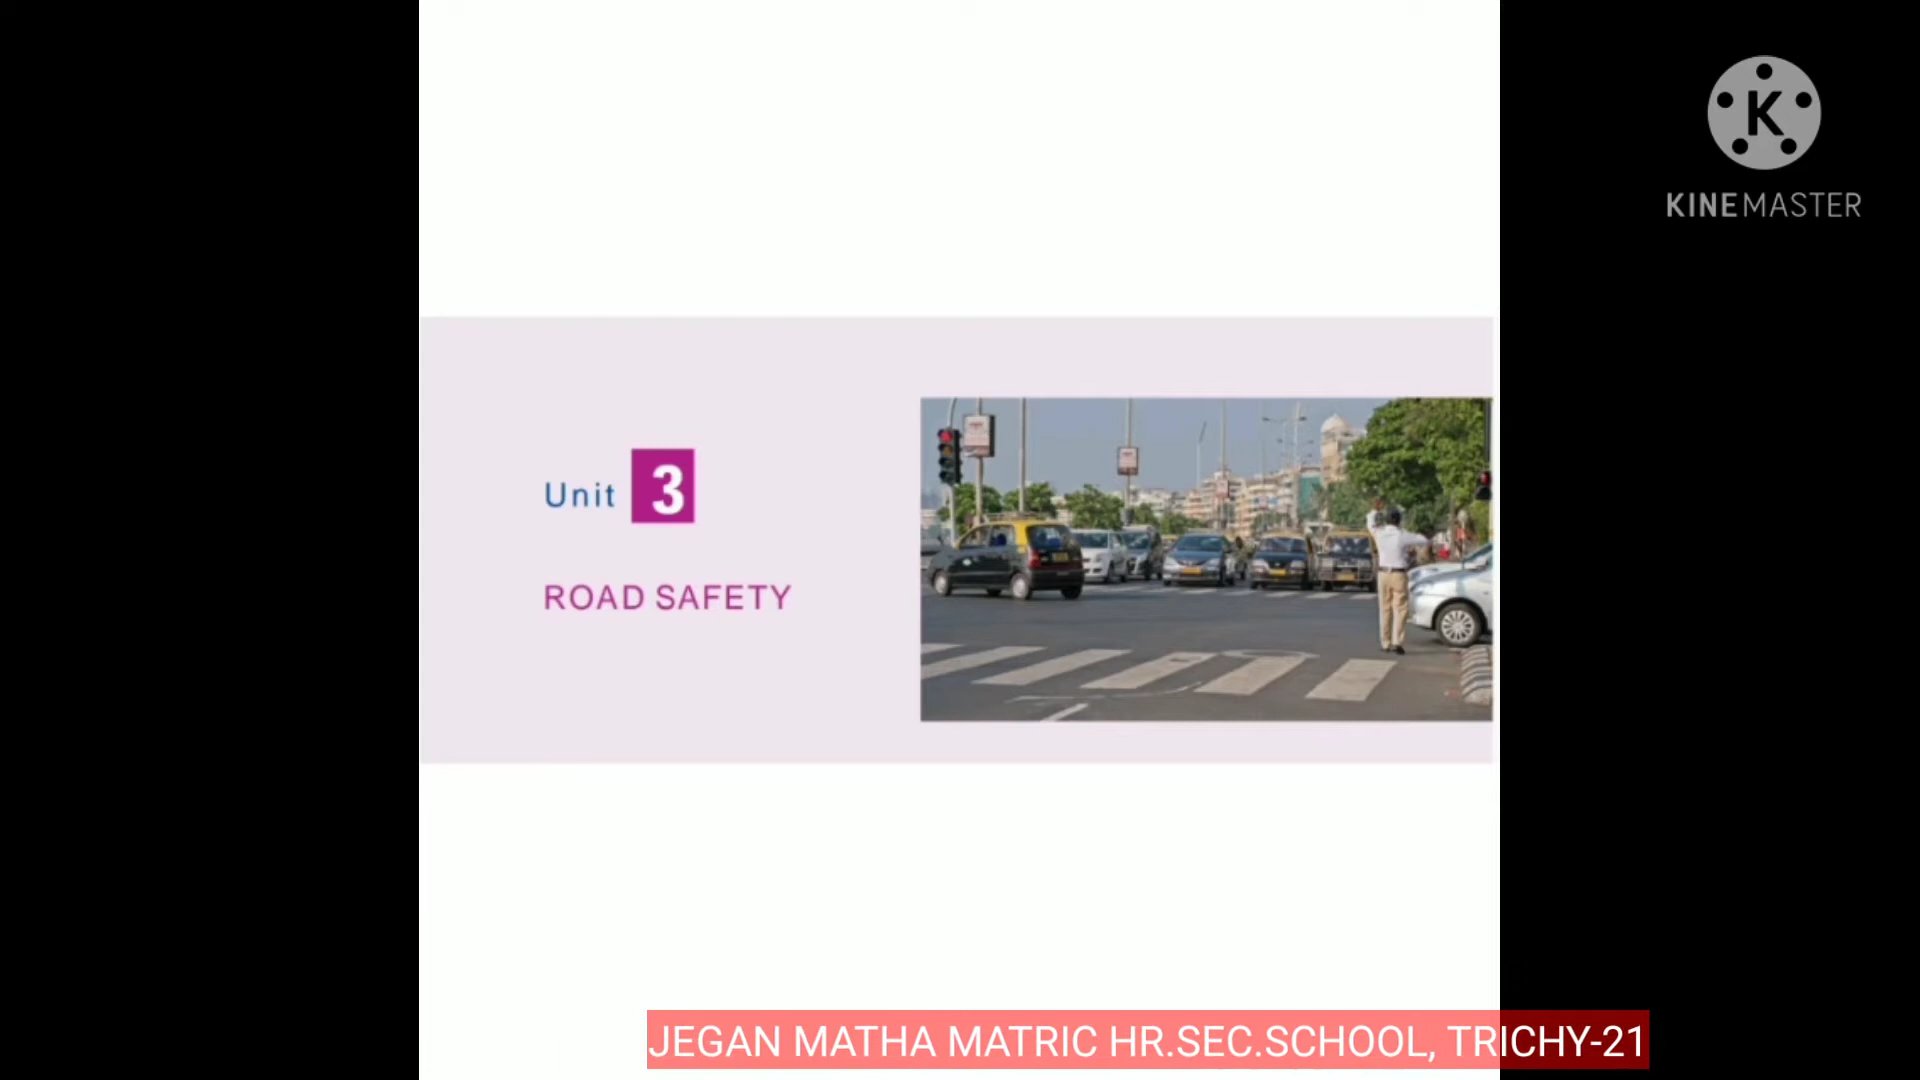 KINEMASTER
Unit 3
ROAD SAFETY
JEGAN MATHA MATRIC HR.SEC.SCHOOL, TRICHY-21